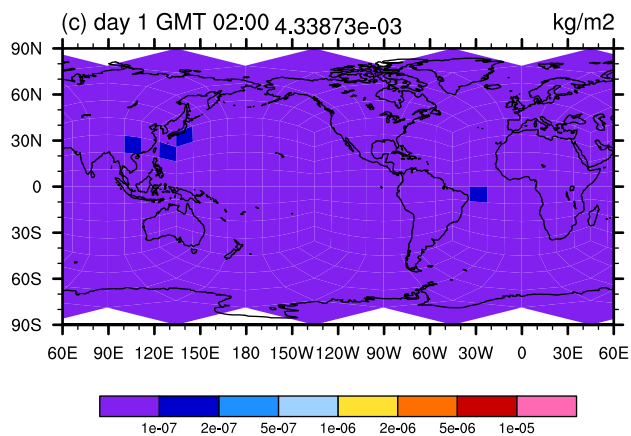 (c) day 1 GMT 02:00 4.33873e-03 kg/m2
90N
60N
30N
0
30S
60S
90S
60E 90E 120E 150E 180 150W 120W 90W 60W 30W 0 30E 60E
1e-07 2e-07 5e-07 1e-06 2e-06 5e-06 1e-05